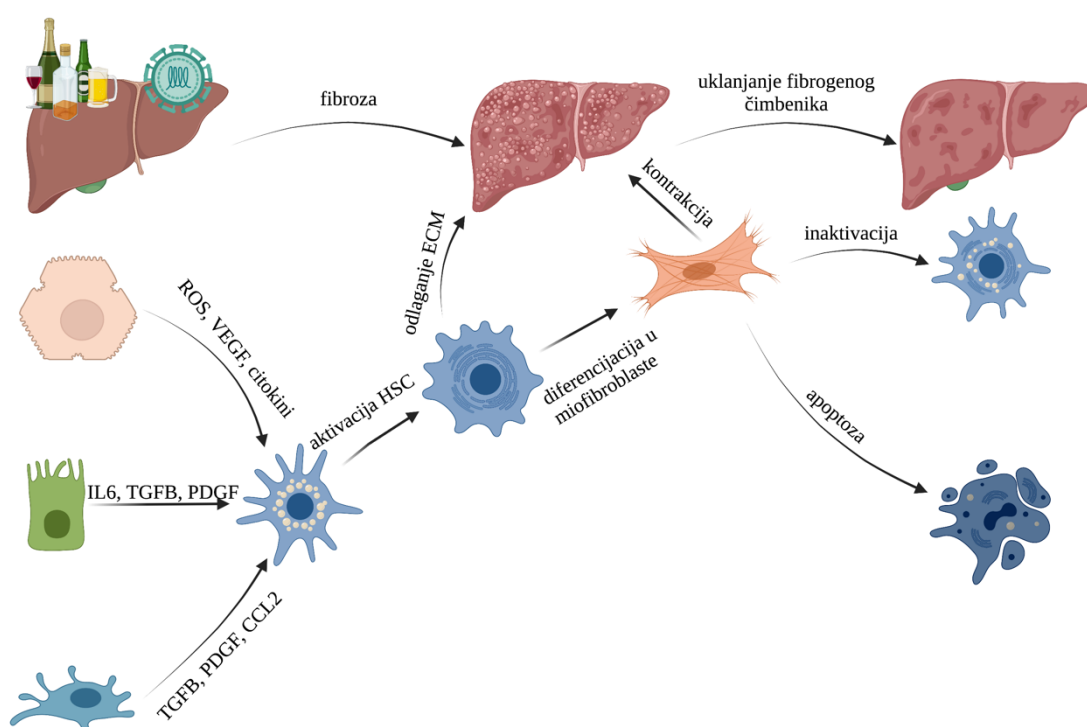 fibroza
uklanjanje fibrogenog
čimbenika
kontrakcija
odlaganje ECM
inaktivacija
ROS, VEGF, citokini
aktivacija HSC
diferencijacija u
miofibroblaste
apoptoza
IL6, TGFB, PDGF
TGFB, PDGF, CCL2